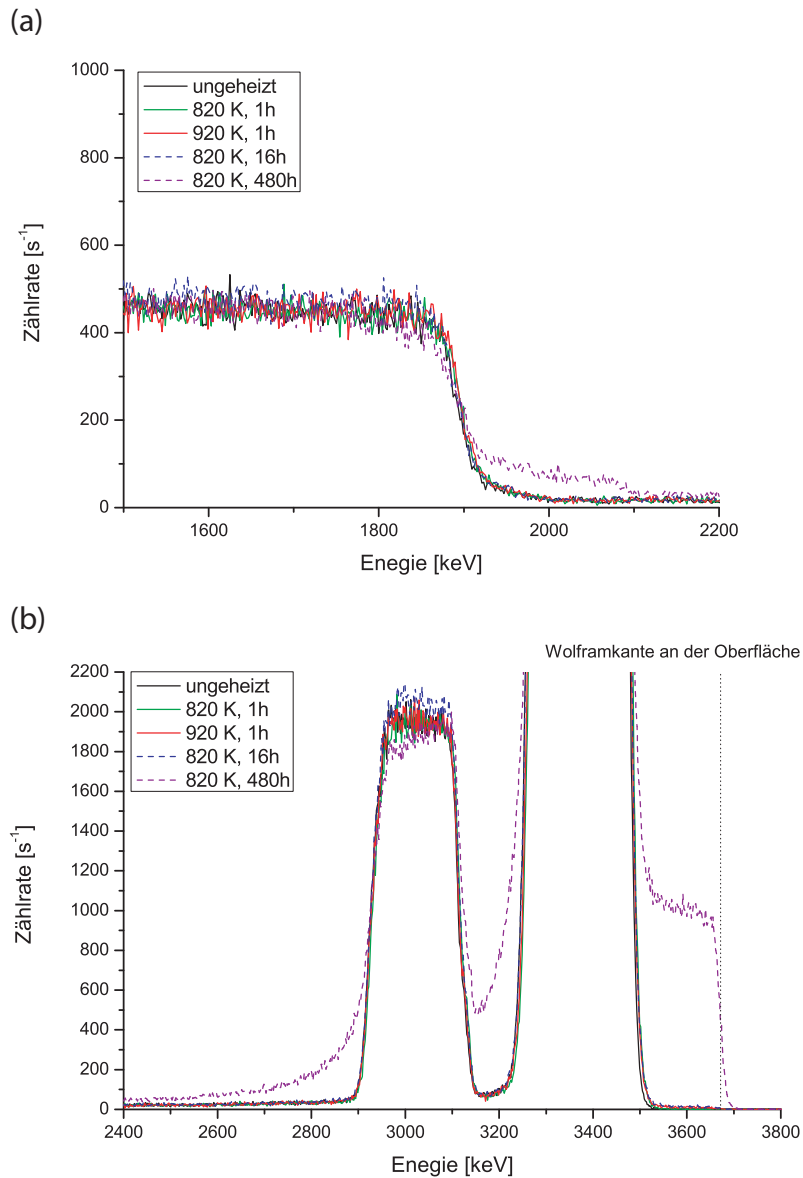 (a)
1000
800
600
400
200
0
Zählrate [s-1]
ungeheizt
820 K, 1h
920 K, 1h
820 K, 16h
820 K, 480h
1600
1800
2000
2200
Enegie [keV]
(b)
Wolframkante an der Oberfläche
2200
2000
1800
1600
1400
1200
1000
800
600
400
200
0
Zählrate [s-1]
ungeheizt
820 K, 1h
920 K, 1h
820 K, 16h
820 K, 480h
2400
2600
2800
3000
3200
3400
3600
3800
Enegie [keV]